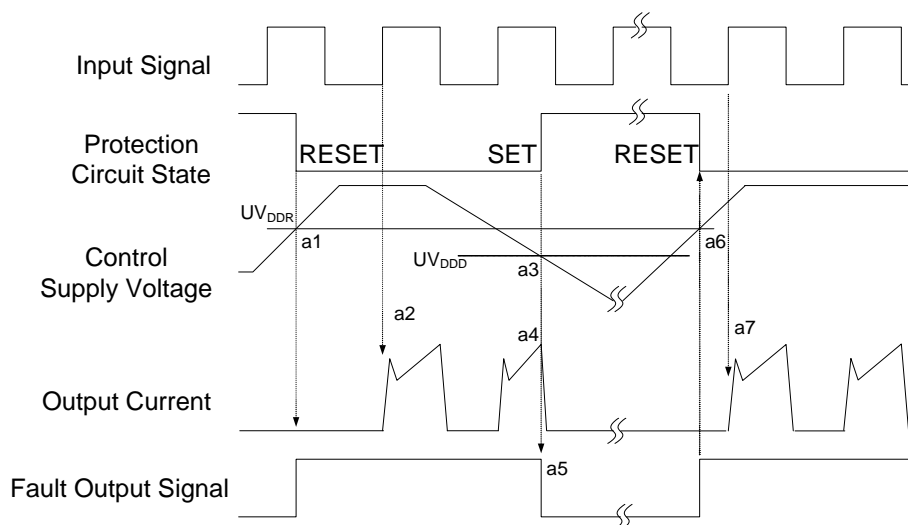 Input Signal
Protection
Circuit State
RESET
SET
RESET
UVDDR
a1
Control
Supply Voltage
UVDDD
a3
a6
a2
a4
a7
Output Current
a5
Fault Output Signal